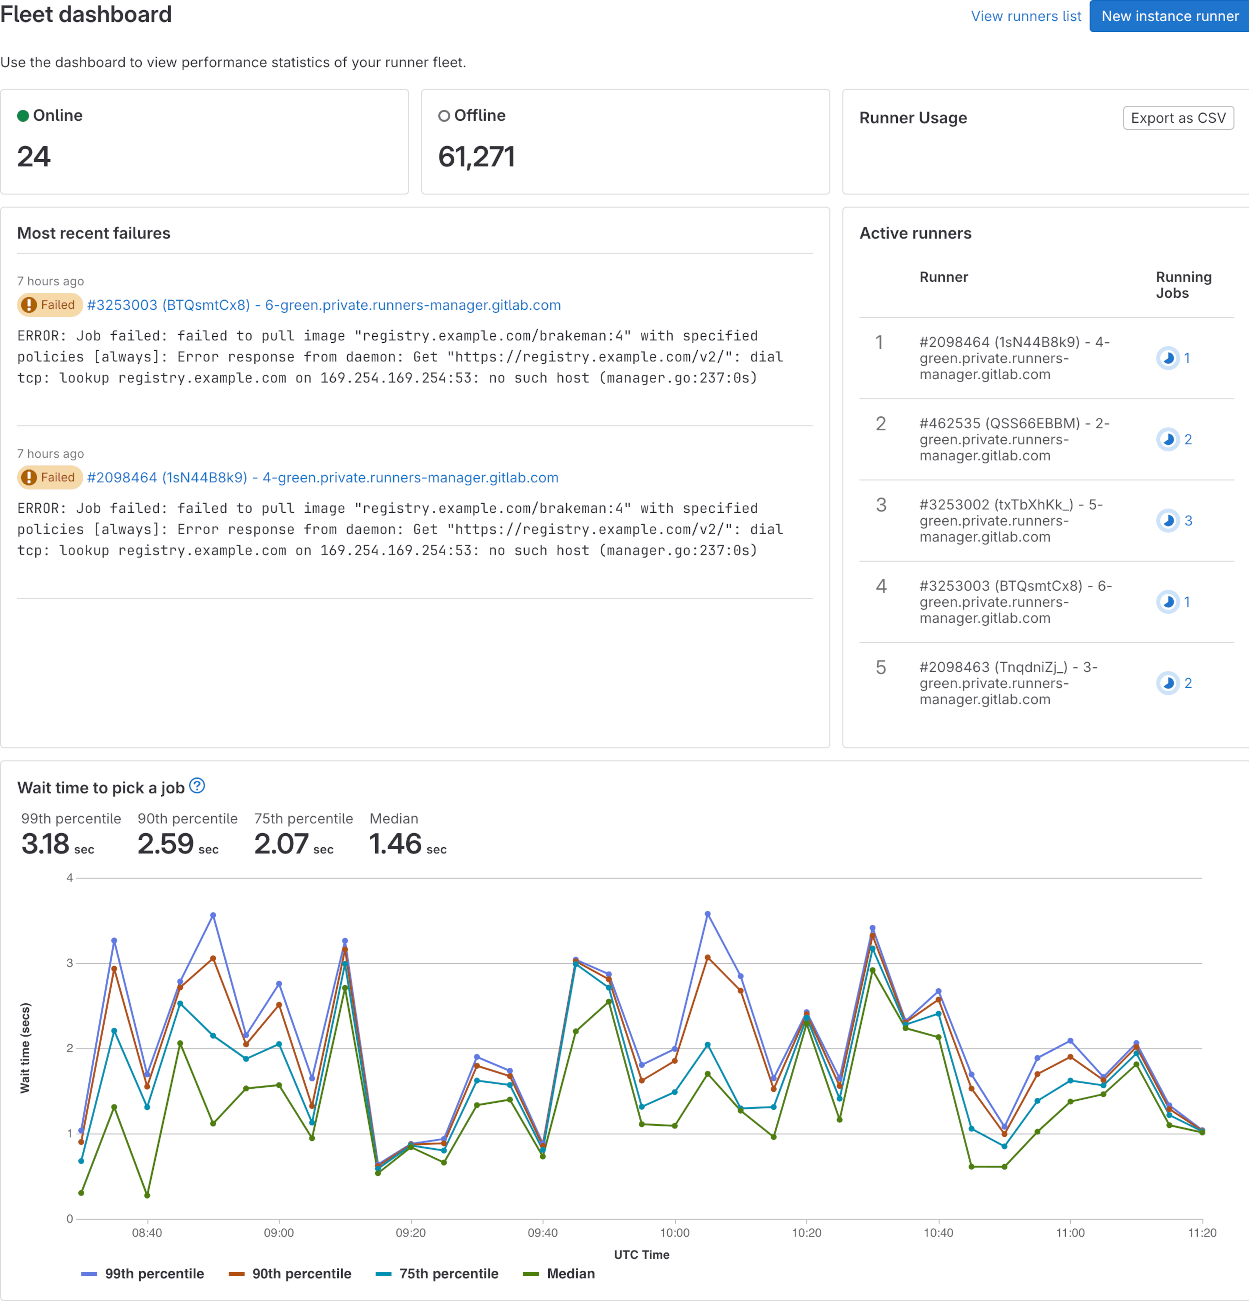 Fleet dashboard
View runners list
New instance runner
Use the dashboard to view performance statistics of your runner fleet.
Online
24
Offline
61,271
Runner Usage
Export as CSV
Most recent failures
7 hours ago
Failed #3253003 (BTQsmtCx8) - 6-green.private.runners-manager.gitlab.com
ERROR: Job failed: failed to pull image "registry.example.com/brakeman:4" with specified
policies [always]: Error response from daemon: Get "https://registry.example.com/v2/": dial
tcp: lookup registry.example.com on 169.254.169.254:53: no such host (manager.go:237:0s)
7 hours ago
Failed #2098464 (1sN44B8k9) - 4-green.private.runners-manager.gitlab.com
ERROR: Job failed: failed to pull image "registry.example.com/brakeman:4" with specified
policies [always]: Error response from daemon: Get "https://registry.example.com/v2/": dial
tcp: lookup registry.example.com on 169.254.169.254:53: no such host (manager.go:237:0s)
Active runners
Runner
Running
Jobs
1
#2098464 (1sN44B8k9) - 4-
green.private.runners-
manager.gitlab.com
1
2
#462535 (QSS66EBBM) - 2-
green.private.runners-
manager.gitlab.com
2
3
#3253002 (txTbXhKk_) - 5-
green.private.runners-
manager.gitlab.com
3
4
#3253003 (BTQsmtCx8) - 6-
green.private.runners-
manager.gitlab.com
1
5
#2098463 (TnqdniZj_) - 3-
green.private.runners-
manager.gitlab.com
2
Wait time to pick a job ?
99th percentile
3.18 sec
90th percentile
2.59 sec
75th percentile
2.07 sec
Median
1.46 sec
Wait time (secs)
4
3
2
1
0
08:40 09:00 09:20 09:40 10:00 10:20 10:40 11:00 11:20
UTC Time
99th percentile 90th percentile 75th percentile Median